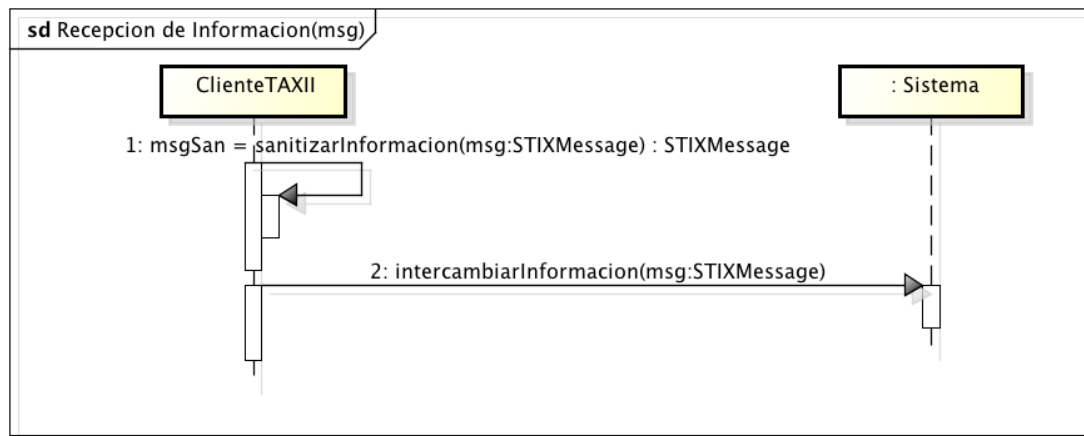 sd Recepcion de Informacion(msg)
ClienteTAXII
: Sistema
1: msgSan = sanitizarInformacion(msg:STIXMessage) : STIXMessage
2: intercambiarInformacion(msg:STIXMessage)